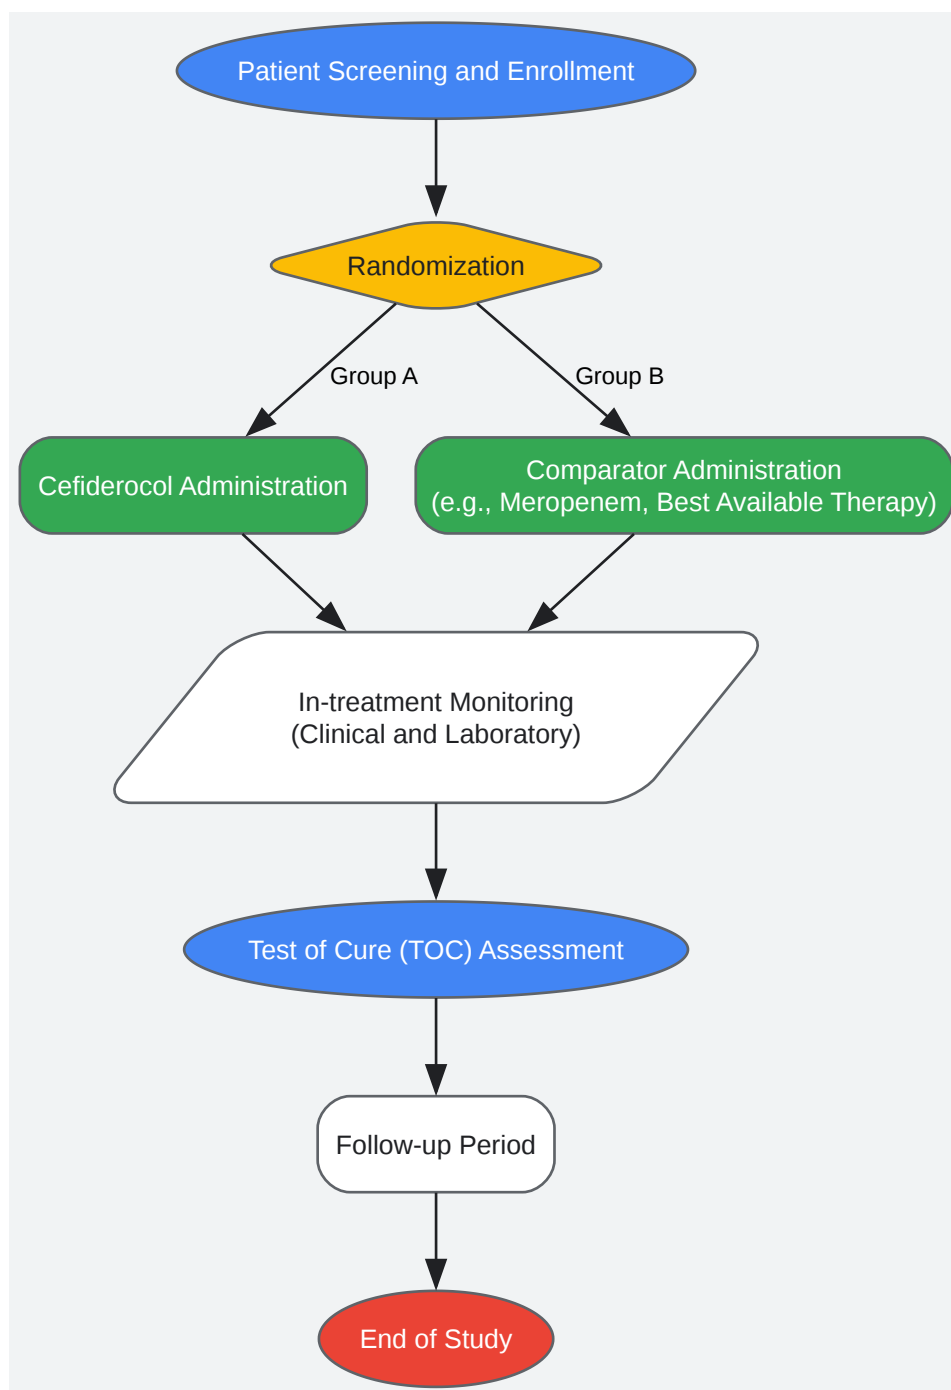 Patient Screening and Enrollment
Randomization
Group A
Group B
Cefiderocol Administration
Comparator Administration
(e.g., Meropenem, Best Available Therapy)
In-treatment Monitoring
(Clinical and Laboratory)
Test of Cure (TOC) Assessment
Follow-up Period
End of Study